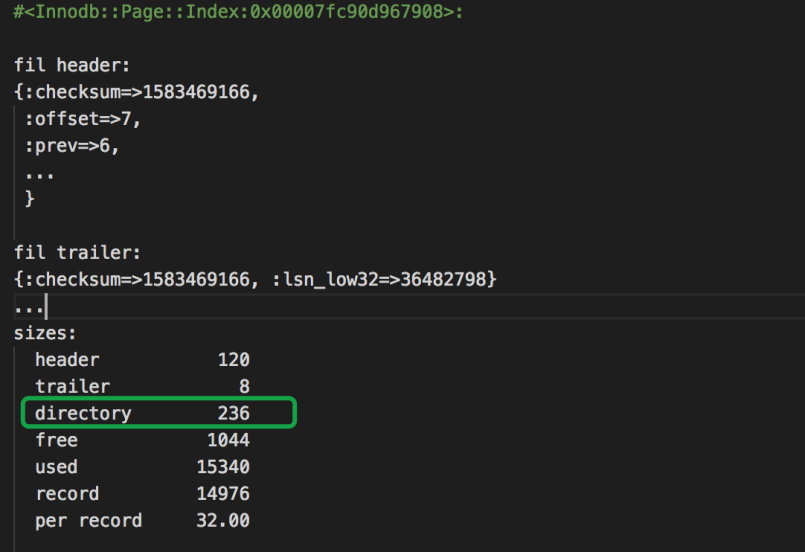 #<Innodb::Page::Index:0x00007fc90d967908>:
fil header:
{:checksum=>1583469166,
:offset=>7,
:prev=>6,
...
}
fil trailer:
{:checksum=>1583469166, :lsn_low32=>36482798}
...
sizes:
header 120
trailer 8
directory 236
free 1044
used 15340
record 14976
per record 32.00